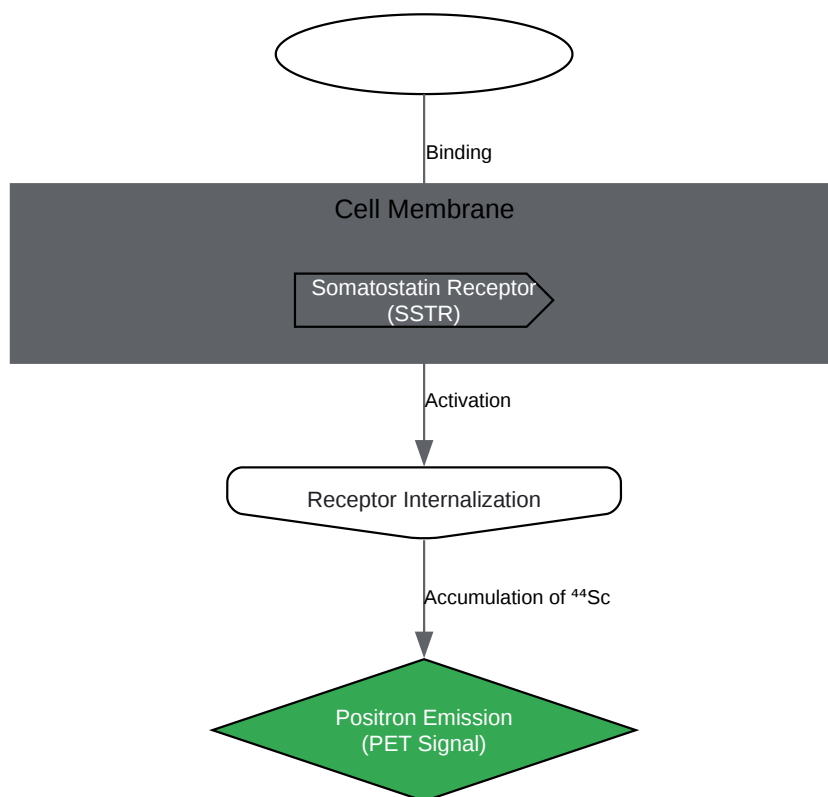 Binding
Cell Membrane
Somatostatin Receptor
(SSTR)
Activation
Receptor Internalization
Accumulation of ⁴⁴Sc
Positron Emission
(PET Signal)